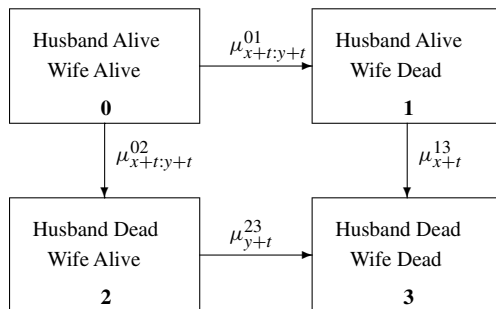 Husband Alive
Wife Alive
0
μ^{01}_{x+t:y+t}
Husband Alive
Wife Dead
1
μ^{02}_{x+t:y+t}
μ^{13}_{x+t}
Husband Dead
Wife Alive
2
μ^{23}_{y+t}
Husband Dead
Wife Dead
3